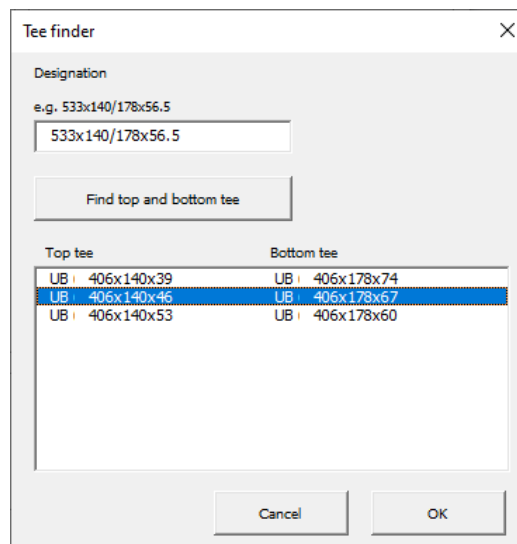 Tee finder
Designation
e.g. 533x140/178x56.5
533x140/178x56.5
Find top and bottom tee
Top tee Bottom tee
UB 406x140x39 UB 406x178x74
UB 406x140x46 UB 406x178x67
UB 406x140x53 UB 406x178x60
Cancel OK